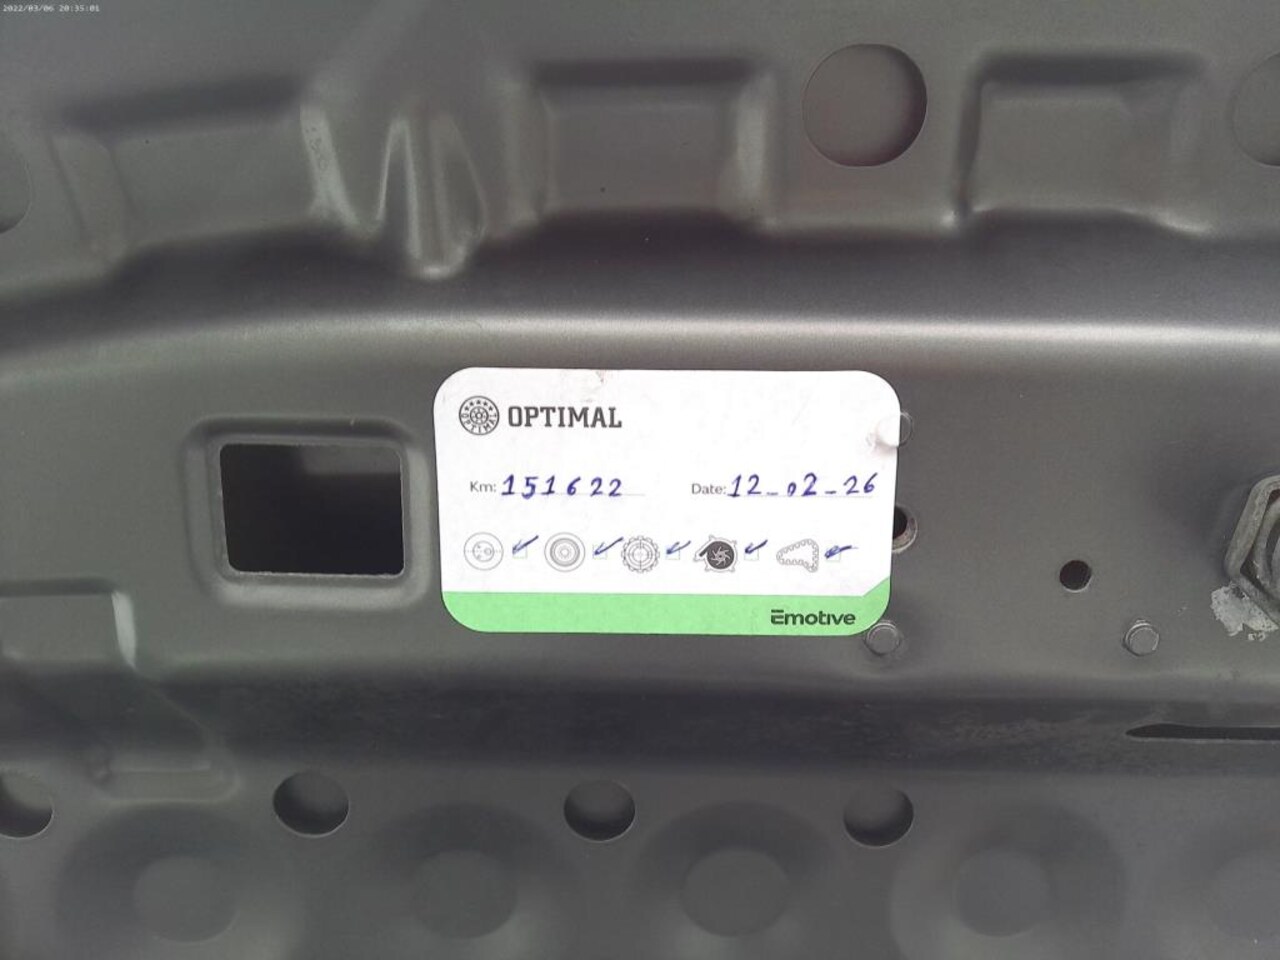 2022/03/06 20:35:01
OPTIMAL
Km: 151622 Date: 12-02-26
Emotive